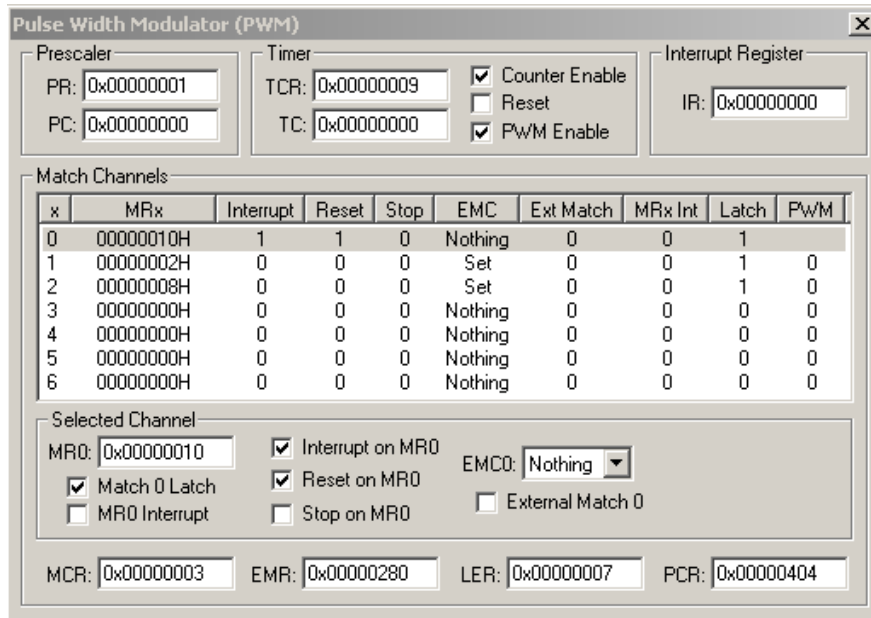 Pulse Width Modulator (PWM)
Prescaler Timer Interrupt Register
PR: 0x00000001 TCR: 0x00000009 Counter Enable
Reset IR: 0x00000000
PC: 0x00000000 TC: 0x00000000 PWM Enable
Match Channels
x MRx Interrupt Reset Stop EMC Ext Match MRx Int Latch PWM
0 00000010H 1 1 0 Nothing 0 0 1
1 00000002H 0 0 0 Set 0 0 1 0
2 00000008H 0 0 0 Set 0 0 1 0
3 00000000H 0 0 0 Nothing 0 0 0 0
4 00000000H 0 0 0 Nothing 0 0 0 0
5 00000000H 0 0 0 Nothing 0 0 0 0
6 00000000H 0 0 0 Nothing 0 0 0 0
Selected Channel
MR0: 0x00000010 Interrupt on MR0 EMC0: Nothing
Match 0 Latch Reset on MR0
MR0 Interrupt Stop on MR0 External Match 0
MCR: 0x00000003 EMR: 0x00000280 LER: 0x00000007 PCR: 0x00000404